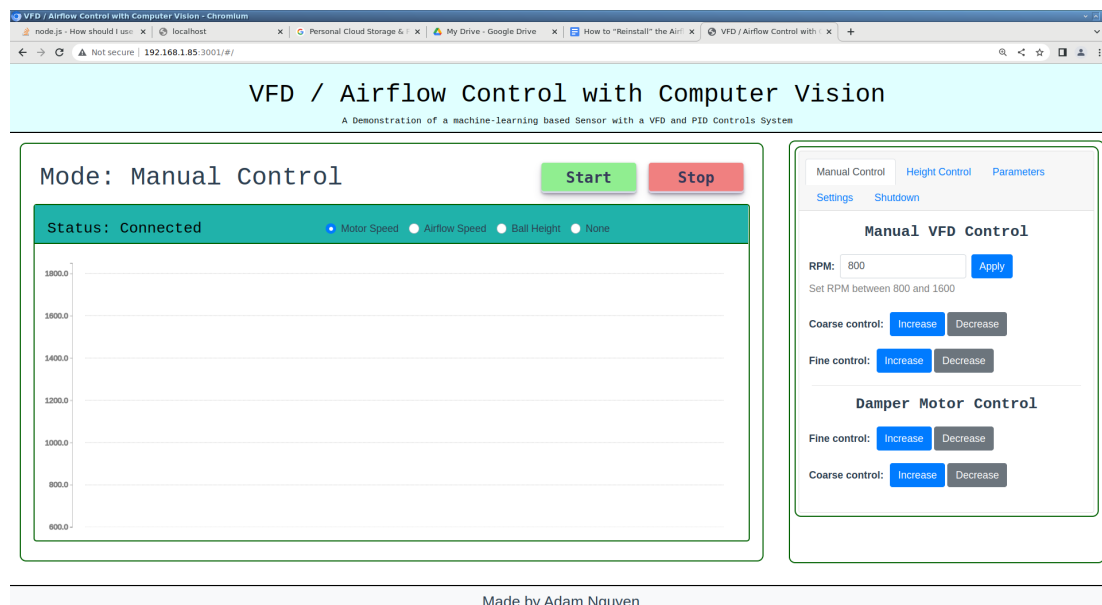 VFD / Airflow Control with Computer Vision - Chromium
node.js - How should I use
localhost
Personal Cloud Storage &
My Drive - Google Drive
How to "Reinstall" the Air
VFD / Airflow Control with
Not secure | 192.168.1.85:3001/#/
VFD / Airflow Control with Computer Vision
A Demonstration of a machine-learning based Sensor with a VFD and PID Controls System
Mode: Manual Control
Start
Stop
Status: Connected
Motor Speed
Airflow Speed
Ball Height
None
1800.0
1600.0
1400.0
1200.0
1000.0
800.0
600.0
Manual Control
Height Control
Parameters
Settings
Shutdown
Manual VFD Control
RPM: 800 Apply
Set RPM between 800 and 1600
Coarse control: Increase Decrease
Fine control: Increase Decrease
Damper Motor Control
Fine control: Increase Decrease
Coarse control: Increase Decrease
Made by Adam Nguyen